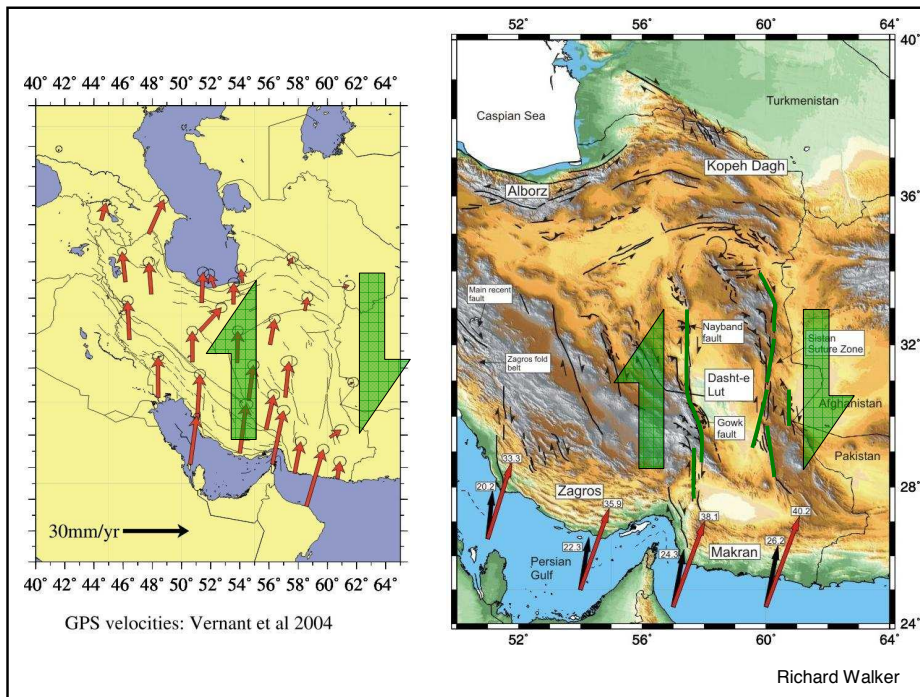 40° 42° 44° 46° 48° 50° 52° 54° 56° 58° 60° 62° 64°
30mm/yr
40° 42° 44° 46° 48° 50° 52° 54° 56° 58° 60° 62° 64°
GPS velocities: Vernant et al 2004
52° 56° 60° 64°
40°
Turkmenistan
Caspian Sea
Kopeh Dagh
Alborz
36°
Main recent
fault
Nayband
fault
Sistan
Suture Zone
32°
Zagros fold
belt
Dasht-e
Lut
Afghanistan
Gowk
fault
Pakistan
33.3
28°
20.2
Zagros
35.9
38.1
40.2
22.3
24.3
26.2
Makran
Persian
Gulf
24°
52° 56° 60° 64°
Richard Walker